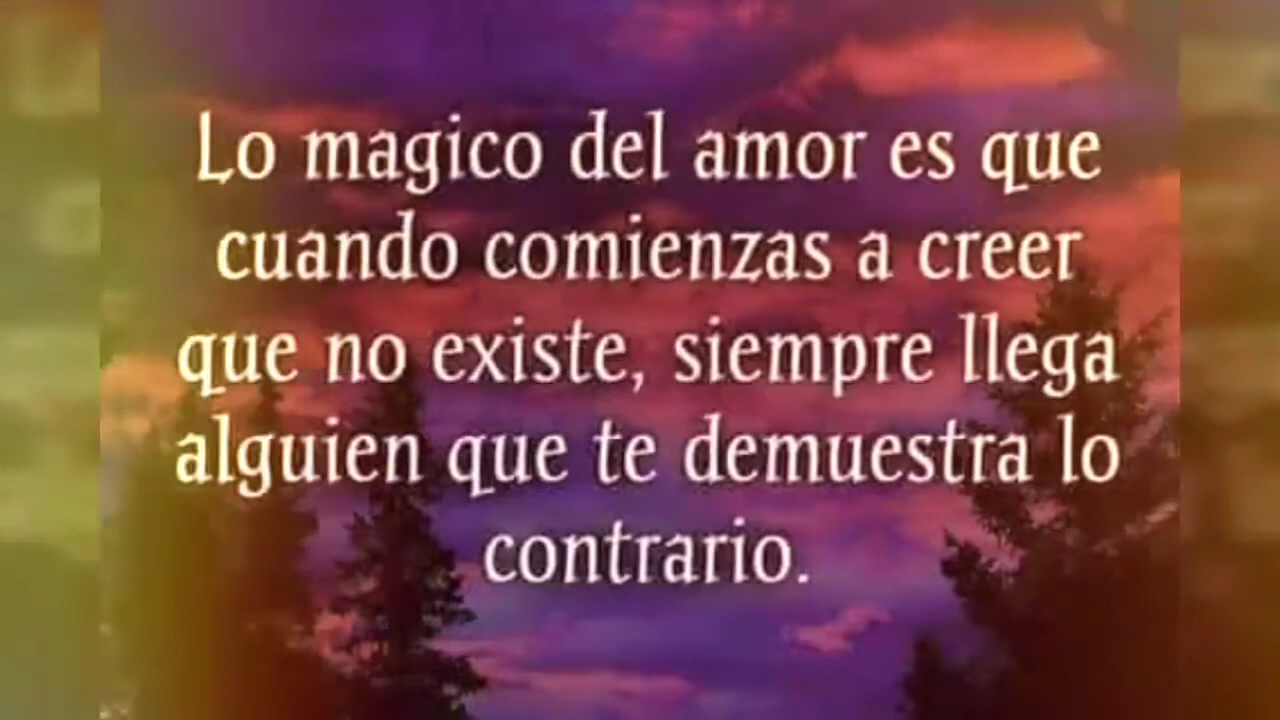 Lo magico del amor es que
cuando comienzas a creer
que no existe, siempre llega
alguien que te demuestra lo
contrario.